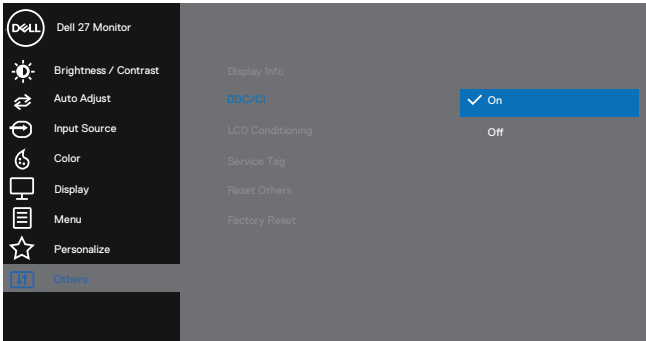 DELL
Dell 27 Monitor
Brightness / Contrast
Auto Adjust
Input Source
Color
Display
Menu
Personalize
Others
Display Info
DDC/CI
LCD Conditioning
Service Tag
Reset Others
Factory Reset
On
Off